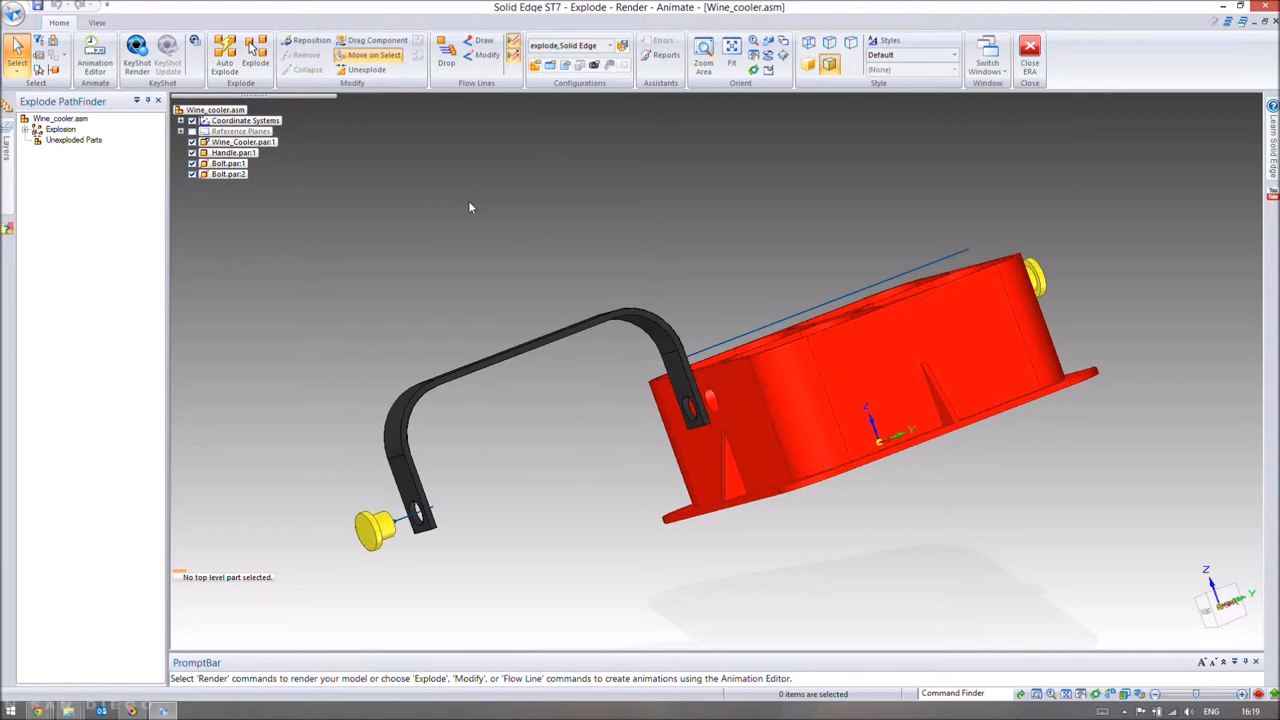 Solid Edge ST7 - Explode - Render - Animate - [Wine_cooler.asm]
Home View
Select
Select
Animation Editor
Animate
KeyShot Render
KeyShot Update
KeyShot
Auto Explode
Explode
Explode
Reposition
Remove
Collapse
Drag Component
Move on Select
Unexplode
Modify
Drop
Draw
Modify
Flow Lines
explode,Solid Edge
Configurations
Errors
Reports
Assistants
Zoom Area
Fit
Orient
Styles
Default
(None)
Style
Switch Windows
Window
Close ERA
Close
Explode PathFinder
Wine_cooler.asm
Explosion
Unexploded Parts
Layers
Wine_cooler.asm
Coordinate Systems
Reference Planes
Wine_Cooler.par:1
Handle.par:1
Bolt.par:1
Bolt.par:2
Learn Solid Edge
You
Z
Y
No top level part selected.
Z
Y
PromptBar
Select 'Render' commands to render your model or choose 'Explode', 'Modify', or 'Flow Line' commands to create animations using the Animation Editor.
0 items are selected
Command Finder
ENG
16:19